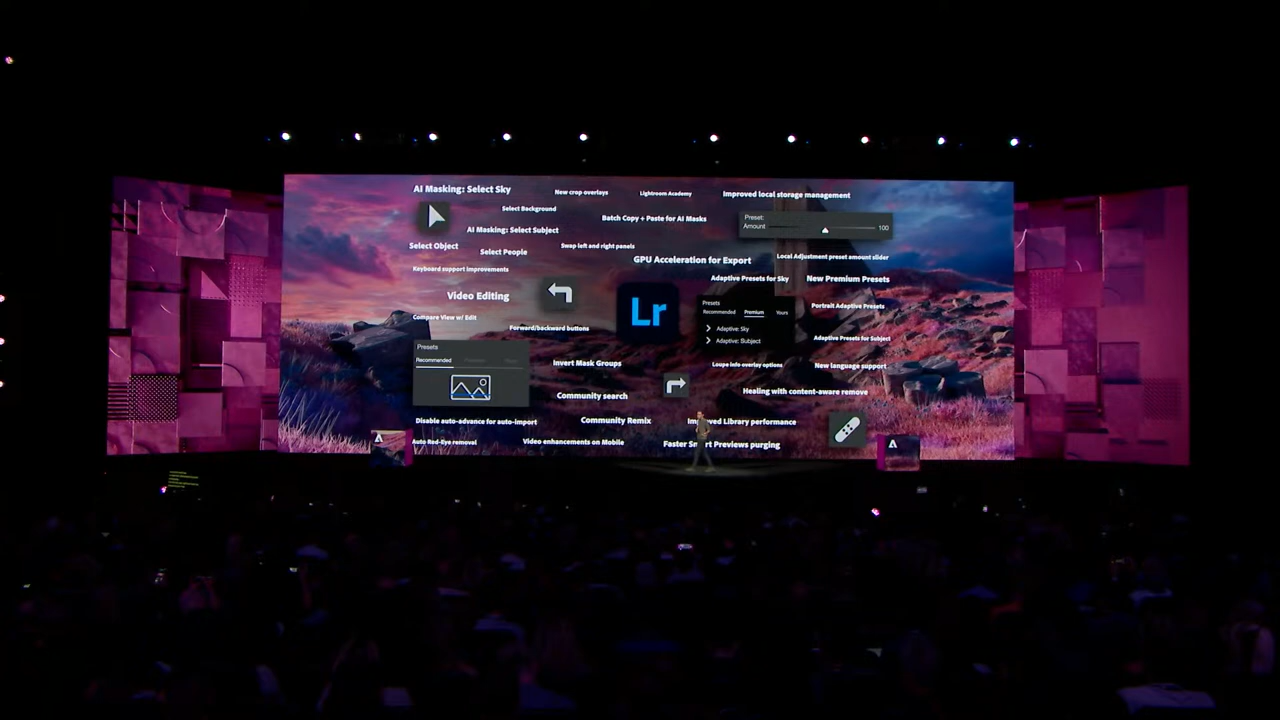 AI Masking: Select Sky
New crop overlays
Lightroom Academy
Improved local storage management
Select Background
Batch Copy + Paste for AI Masks
Preset:
Amount
100
AI Masking: Select Subject
Select Object
Select People
Swap left and right panels
GPU Acceleration for Export
Local Adjustment preset amount slider
Keyboard support improvements
Adaptive Presets for Sky
New Premium Presets
Video Editing
Lr
Presets
Recommended
Premium
Yours
Adaptive: Sky
Adaptive: Subject
Portrait Adaptive Presets
Compare View w/ Edit
Forward/backward buttons
Adaptive Presets for Subject
Presets
Recommended
Invert Mask Groups
Loupe info overlay options
New language support
Community search
Healing with content-aware remove
Disable auto-advance for auto-import
Community Remix
Improved Library performance
Auto Red-Eye removal
Video enhancements on Mobile
Faster Smart Previews purging